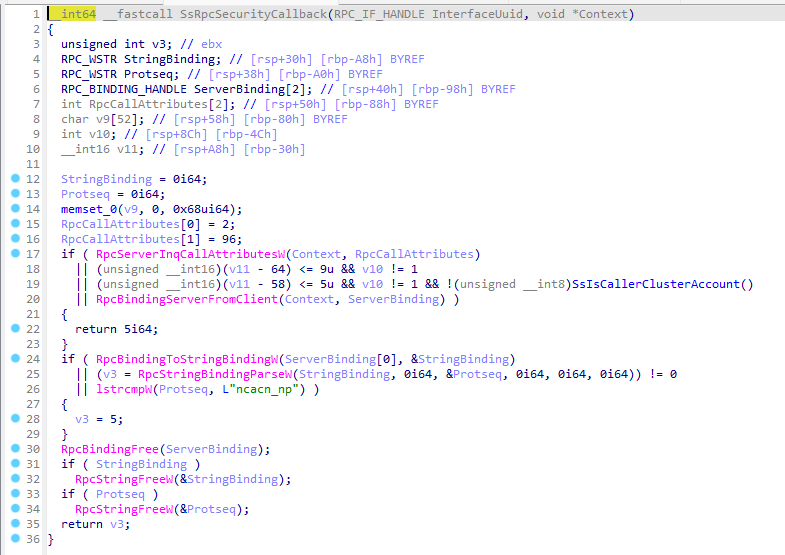 1 __int64 __fastcall SsRpcSecurityCallback(RPC_IF_HANDLE InterfaceUuid, void *Context)
2 {
3   unsigned int v3; // ebx
4   RPC_WSTR StringBinding; // [rsp+30h] [rbp-A8h] BYREF
5   RPC_WSTR Protseq; // [rsp+38h] [rbp-A0h] BYREF
6   RPC_BINDING_HANDLE ServerBinding[2]; // [rsp+40h] [rbp-98h] BYREF
7   int RpcCallAttributes[2]; // [rsp+50h] [rbp-88h] BYREF
8   char v9[52]; // [rsp+58h] [rbp-80h] BYREF
9   int v10; // [rsp+8Ch] [rbp-4Ch]
10   __int16 v11; // [rsp+A8h] [rbp-30h]
11
12   StringBinding = 0i64;
13   Protseq = 0i64;
14   memset_0(v9, 0, 0x68ui64);
15   RpcCallAttributes[0] = 2;
16   RpcCallAttributes[1] = 96;
17   if ( RpcServerInqCallAttributesW(Context, RpcCallAttributes)
18     || (unsigned __int16)(v11 - 64) <= 9u && v10 != 1
19     || (unsigned __int16)(v11 - 58) <= 5u && v10 != 1 && !(unsigned __int8)SsIsCallerClusterAccount()
20     || RpcBindingServerFromClient(Context, ServerBinding) )
21   {
22     return 5i64;
23   }
24   if ( RpcBindingToStringBindingW(ServerBinding[0], &StringBinding)
25     || (v3 = RpcStringBindingParseW(StringBinding, 0i64, &Protseq, 0i64, 0i64, 0i64)) != 0
26     || lstrcmpW(Protseq, L"ncacn_np") )
27   {
28     v3 = 5;
29   }
30   RpcBindingFree(ServerBinding);
31   if ( StringBinding )
32     RpcStringFreeW(&StringBinding);
33   if ( Protseq )
34     RpcStringFreeW(&Protseq);
35   return v3;
36 }